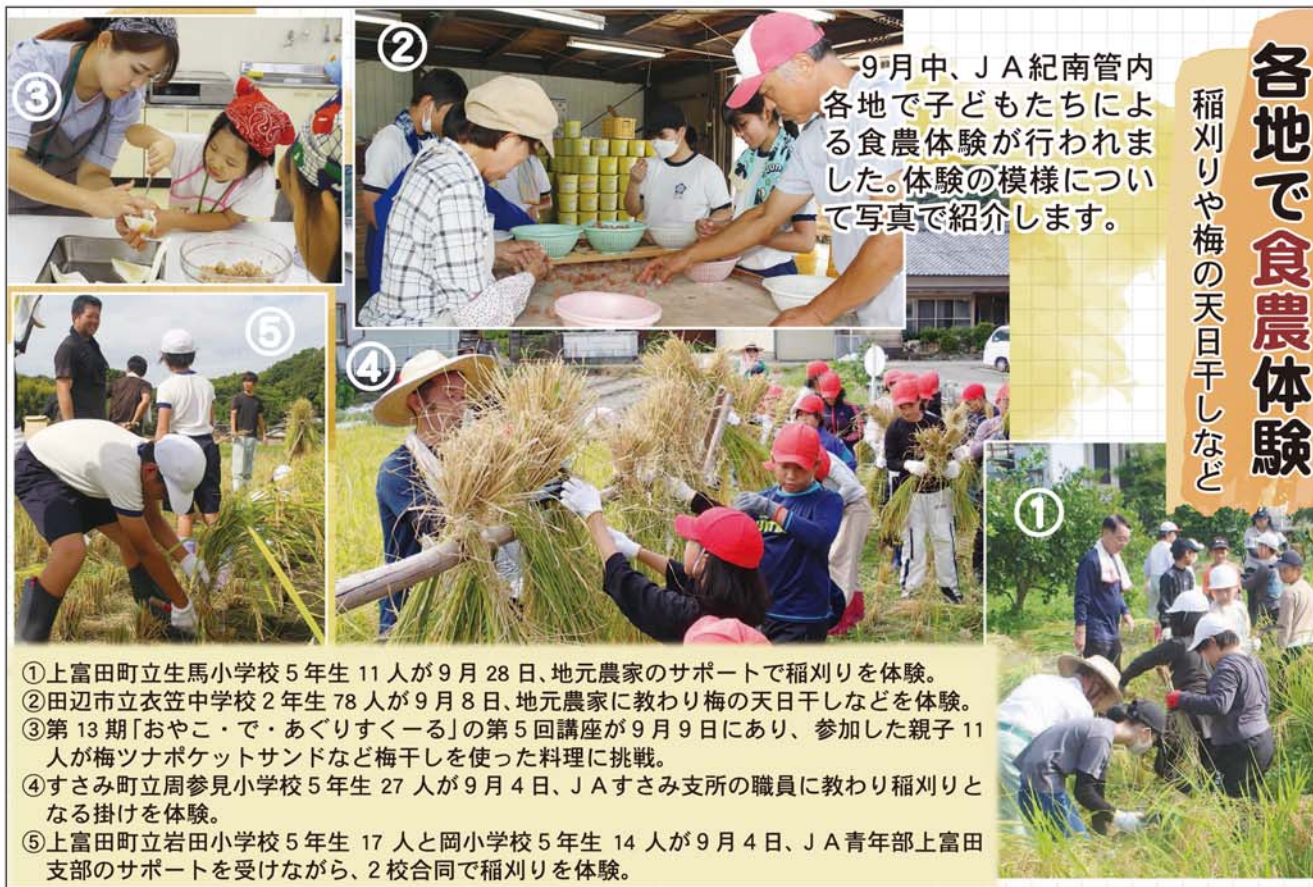 各地で食農体験
稲刈りや梅の天日干しなど
9月中、JA紀南管内
各地で子どもたちによ
る食農体験が行われま
した。体験の模様につい
て写真で紹介します。
③
②
⑤
④
①
①上富田町立生馬小学校5年生11人が9月28日、地元農家のサポートで稲刈りを体験。
②田辺市立衣笠中学校2年生78人が9月8日、地元農家に教わり梅の天日干しなどを体験。
③第13期「おやこ・で・あぐりすくーる」の第5回講座が9月9日にあり、参加した親子11
人が梅ツナポケットサンドなど梅干しを使った料理に挑戦。
④すさみ町立周参見小学校5年生27人が9月4日、JAすさみ支所の職員に教わり稲刈りと
なる掛けを体験。
⑤上富田町立岩田小学校5年生17人と岡小学校5年生14人が9月4日、JA青年部上富田
支部のサポートを受けながら、2校合同で稲刈りを体験。